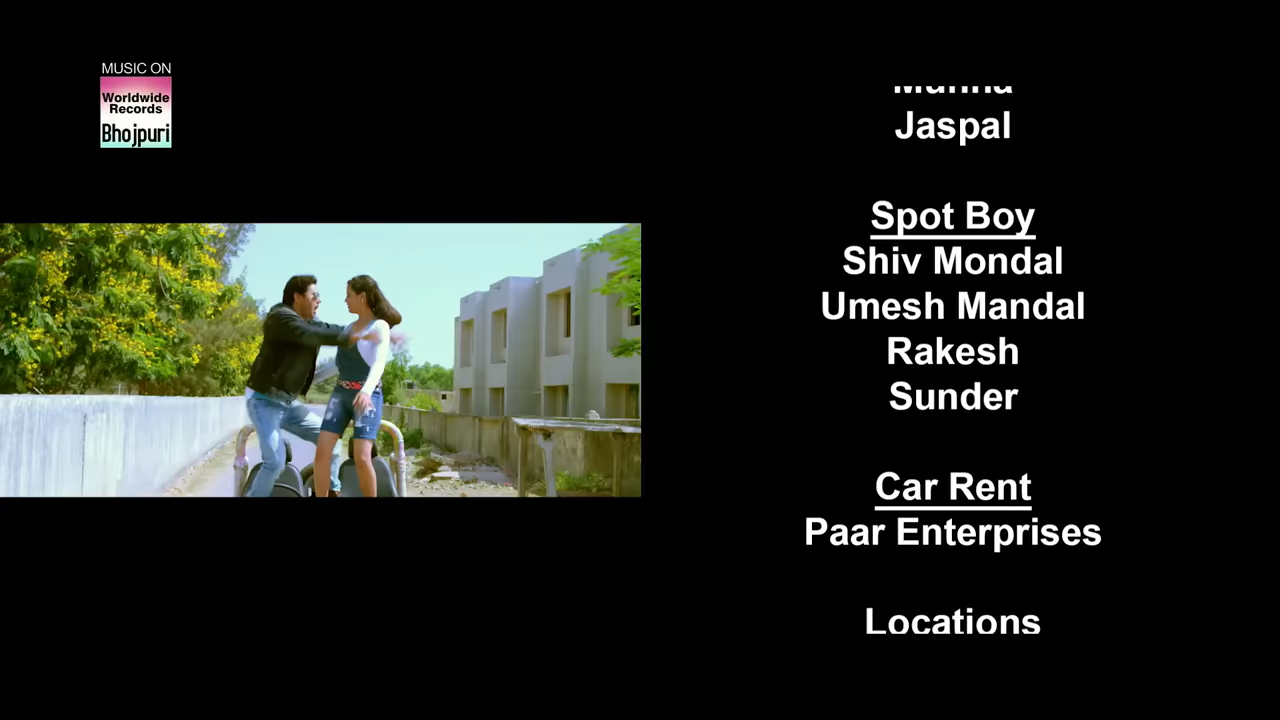 MUSIC ON
Worldwide
Records
Bhojpuri
Jaspal
Spot Boy
Shiv Mondal
Umesh Mandal
Rakesh
Sunder
Car Rent
Paar Enterprises
Locations